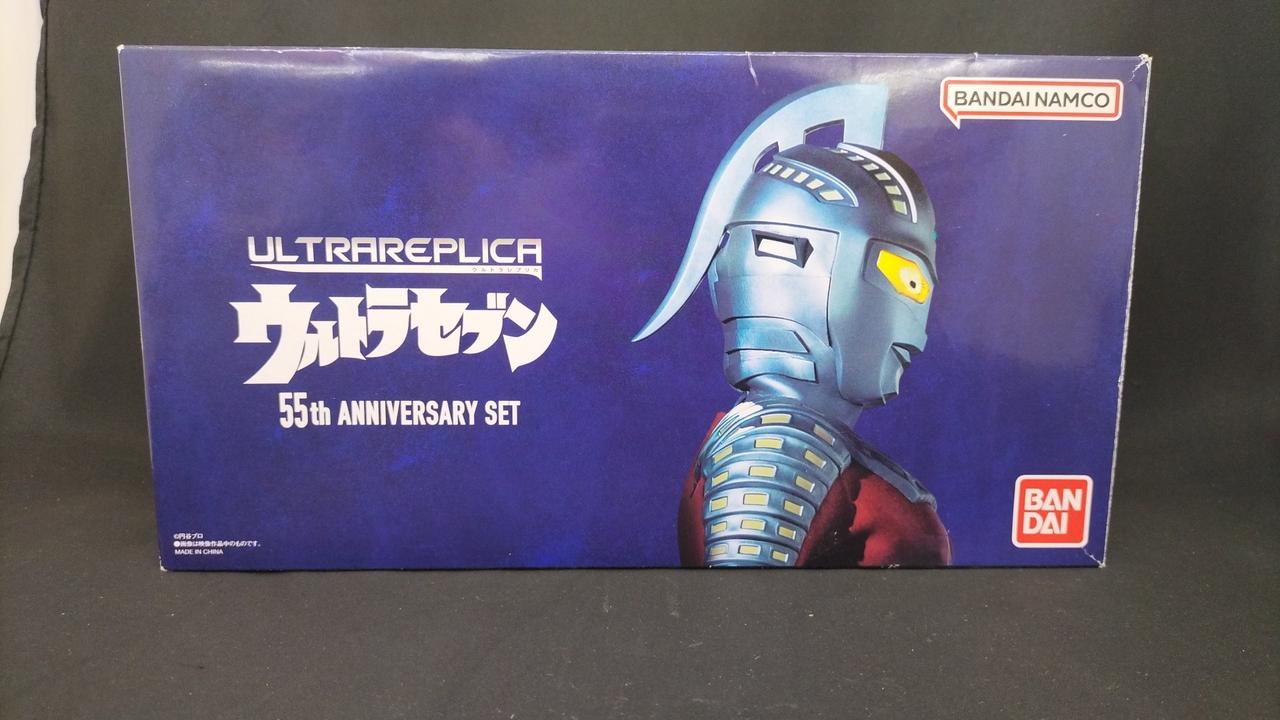 BANDAI NAMCO
ULTRAREPLICA
ウルトラレプリカ
ウルトラセブン
55th ANNIVERSARY SET
©円谷プロ
●画像は映像作品中のものです。
MADE IN CHINA
BAN
DAI